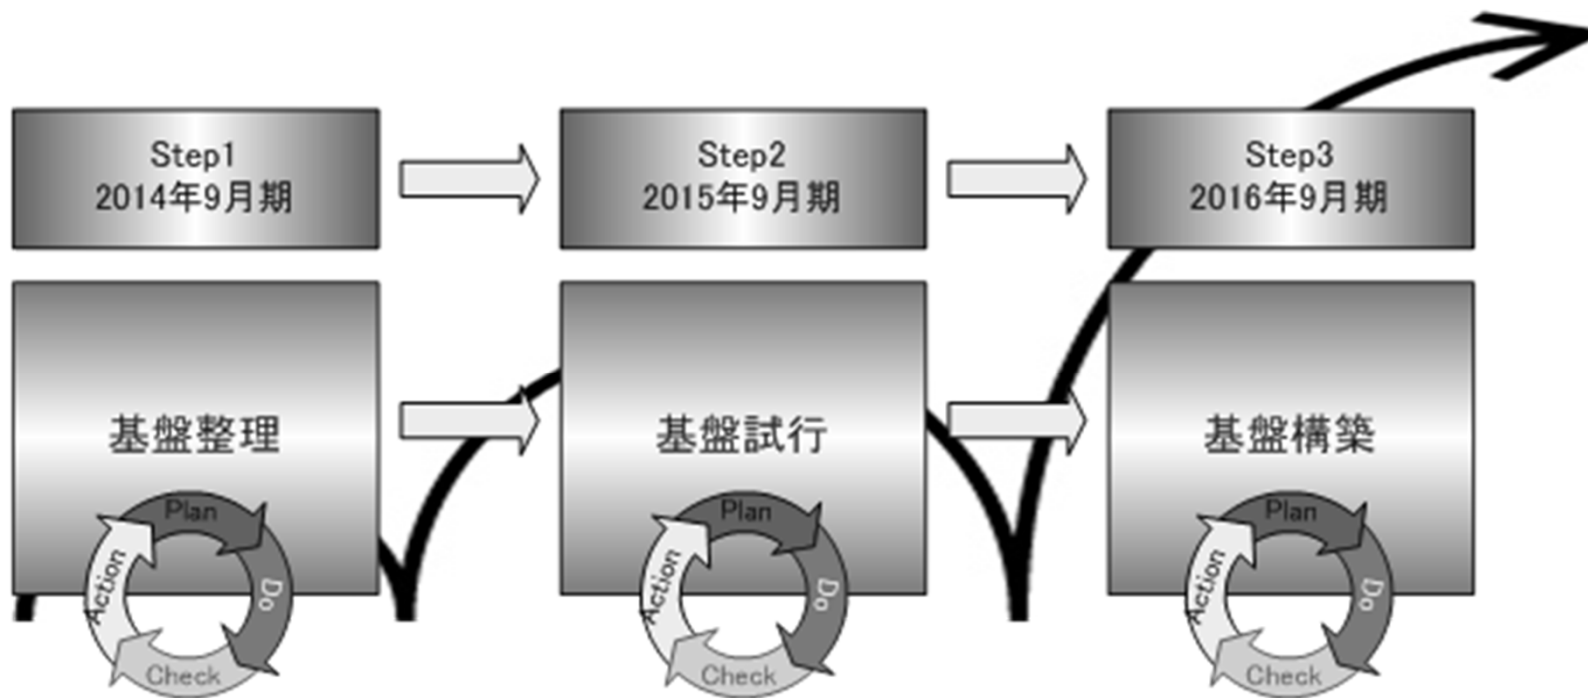 Step1
2014年9月期
Step2
2015年9月期
Step3
2016年9月期
基盤整理
基盤試行
基盤構築
Plan
Do
Check
Action
Plan
Do
Check
Action
Plan
Do
Check
Action